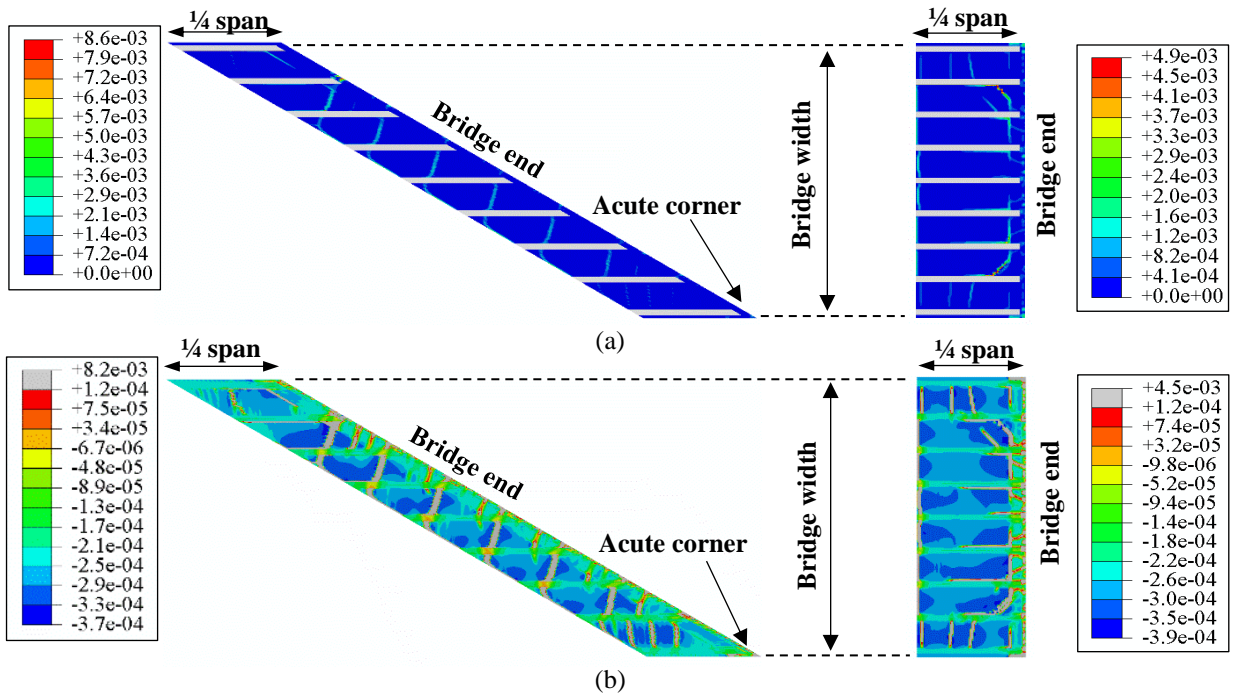 ¼ span
¼ span
+8.6e-03
+7.9e-03
+7.2e-03
+6.4e-03
+5.7e-03
+5.0e-03
+4.3e-03
+3.6e-03
+2.9e-03
+2.1e-03
+1.4e-03
+7.2e-04
+0.0e+00
Bridge end
Acute corner
Bridge width
Bridge end
+4.9e-03
+4.5e-03
+4.1e-03
+3.7e-03
+3.3e-03
+2.9e-03
+2.4e-03
+2.0e-03
+1.6e-03
+1.2e-03
+8.2e-04
+4.1e-04
+0.0e+00
(a)
¼ span
¼ span
+8.2e-03
+1.2e-04
+7.5e-05
+3.4e-05
-6.7e-06
-4.8e-05
-8.9e-05
-1.3e-04
-1.7e-04
-2.1e-04
-2.5e-04
-2.9e-04
-3.3e-04
-3.7e-04
Bridge end
Acute corner
Bridge width
Bridge end
+4.5e-03
+1.2e-04
+7.4e-05
+3.2e-05
-9.8e-06
-5.2e-05
-9.4e-05
-1.4e-04
-1.8e-04
-2.2e-04
-2.6e-04
-3.0e-04
-3.5e-04
-3.9e-04
(b)